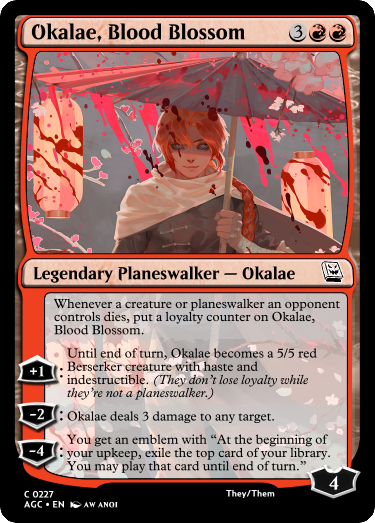 Okalae, Blood Blossom 3
Legendary Planeswalker — Okalae
Whenever a creature or planeswalker an opponent
controls dies, put a loyalty counter on Okalae,
Blood Blossom.
Until end of turn, Okalae becomes a 5/5 red
+1: Berserker creature with haste and
indestructible. (They don't lose loyalty while
they're not a planeswalker.)
-2: Okalae deals 3 damage to any target.
You get an emblem with "At the beginning of
-4: your upkeep, exile the top card of your library.
You may play that card until end of turn."
4
C 0227 They/Them
AGC • EN AW ANOI